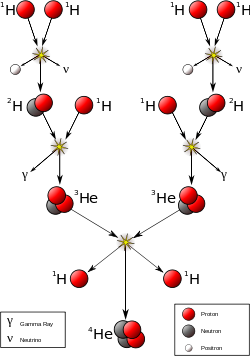 ¹H ¹H ¹H ¹H
ν ν
²H ¹H ¹H ²H
γ γ
³He ³He
¹H ¹H
⁴He
γ Gamma Ray
ν Neutrino
Proton
Neutron
Positron